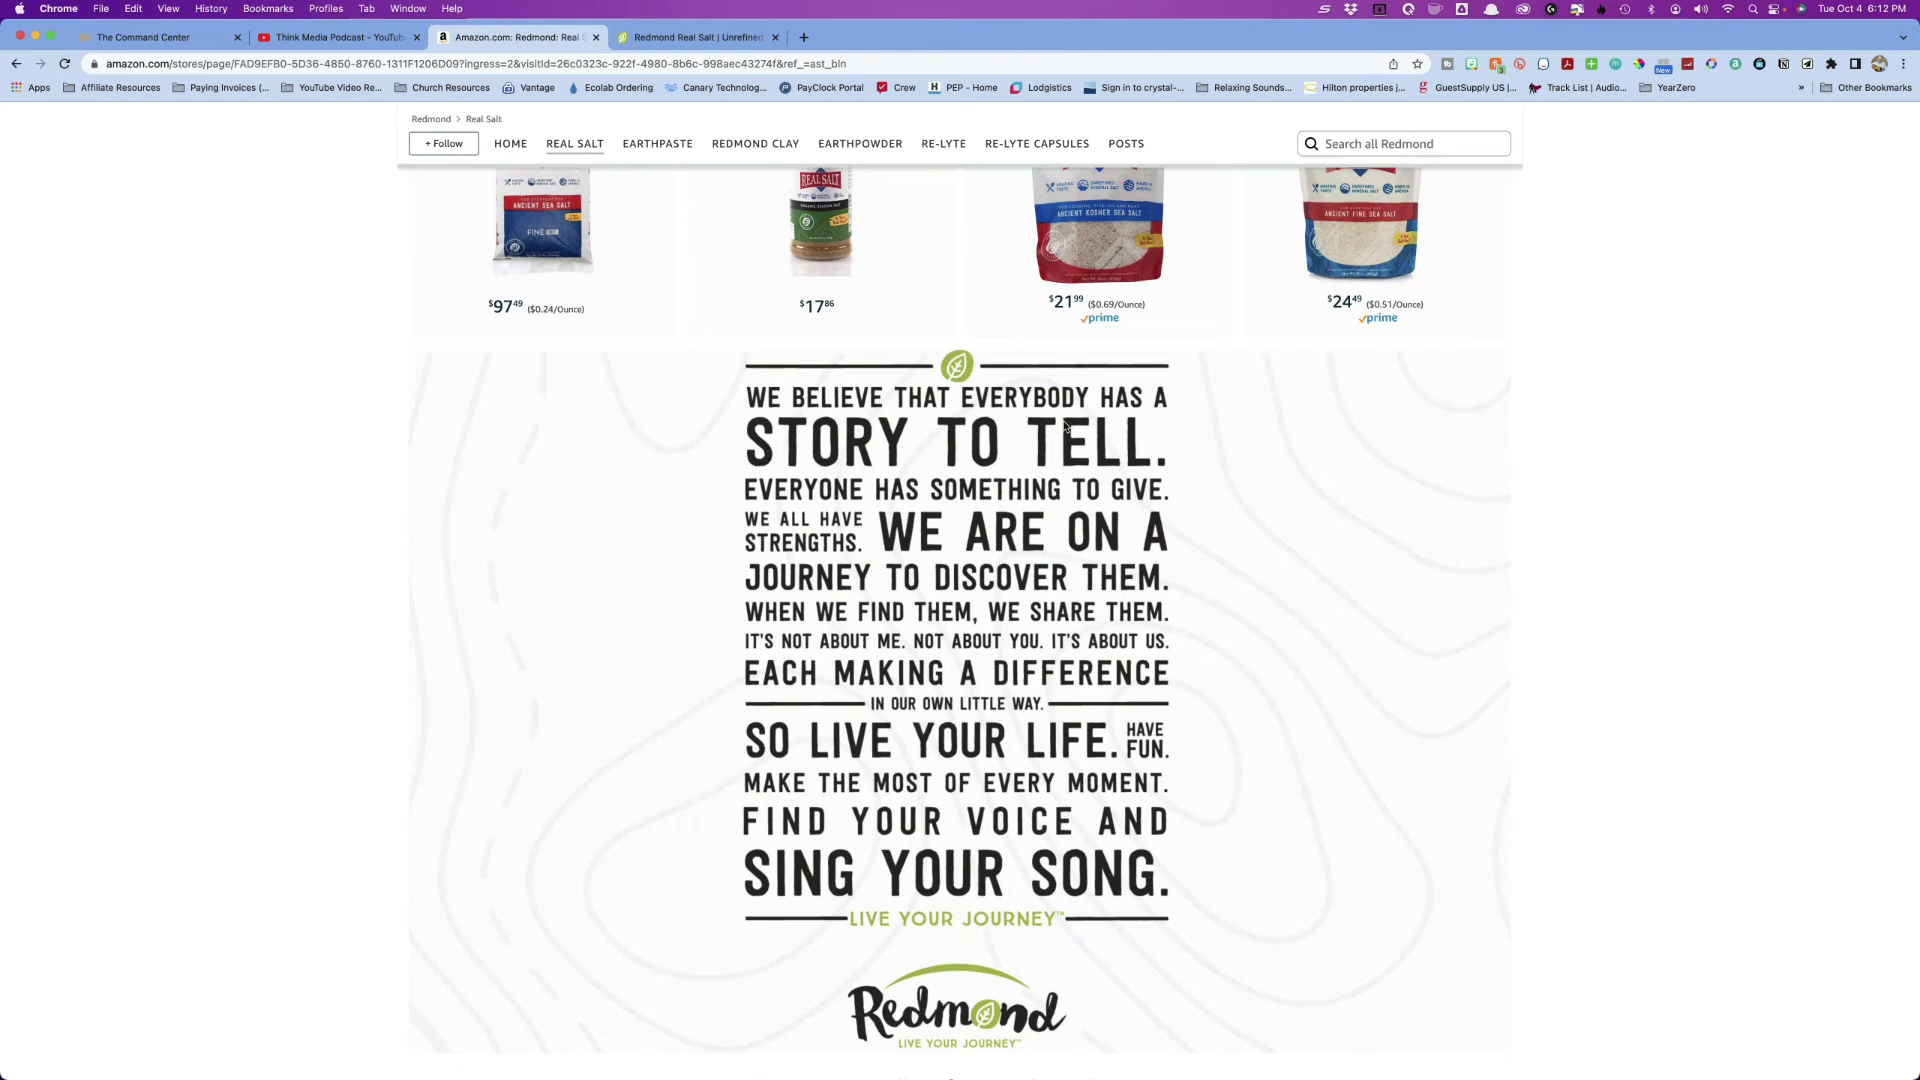 Chrome File Edit View History Bookmarks Profiles Tab Window Help Tue Oct 4 6:12 PM
The Command Center
Think Media Podcast - YouTube
Amazon.com: Redmond: Real S
Redmond Real Salt | Unrefined
amazon.com/stores/page/FAD9EFB0-5D36-4850-8760-1311F1206D09?ingress=2&visitId=26c0323c-922f-4980-8b6c-998aec43274f&ref_=ast_bln
Apps Affiliate Resources Paying Invoices (... YouTube Video Re... Church Resources Vantage Ecolab Ordering Canary Technolog... PayClock Portal Crew PEP - Home Lodgistics Sign in to crystal-... Relaxing Sounds... Hilton properties j... GuestSupply US |... Track List | Audio... YearZero » Other Bookmarks
Redmond > Real Salt
+ Follow HOME REAL SALT EARTHPASTE REDMOND CLAY EARTHPOWDER RE-LYTE RE-LYTE CAPSULES POSTS Search all Redmond
ANCIENT SEA SALT
FINE
REAL SALT
ANCIENT KOSHER SEA SALT
ANCIENT FINE SEA SALT
$97.49 ($0.24/Ounce)
$17.86
$21.99 ($0.69/Ounce)
prime
$24.49 ($0.51/Ounce)
prime
WE BELIEVE THAT EVERYBODY HAS A
STORY TO TELL.
EVERYONE HAS SOMETHING TO GIVE.
WE ALL HAVE
STRENGTHS. WE ARE ON A
JOURNEY TO DISCOVER THEM.
WHEN WE FIND THEM, WE SHARE THEM.
IT'S NOT ABOUT ME. NOT ABOUT YOU. IT'S ABOUT US.
EACH MAKING A DIFFERENCE
IN OUR OWN LITTLE WAY.
SO LIVE YOUR LIFE. HAVE
FUN.
MAKE THE MOST OF EVERY MOMENT.
FIND YOUR VOICE AND
SING YOUR SONG.
LIVE YOUR JOURNEY™
Redmond
LIVE YOUR JOURNEY™